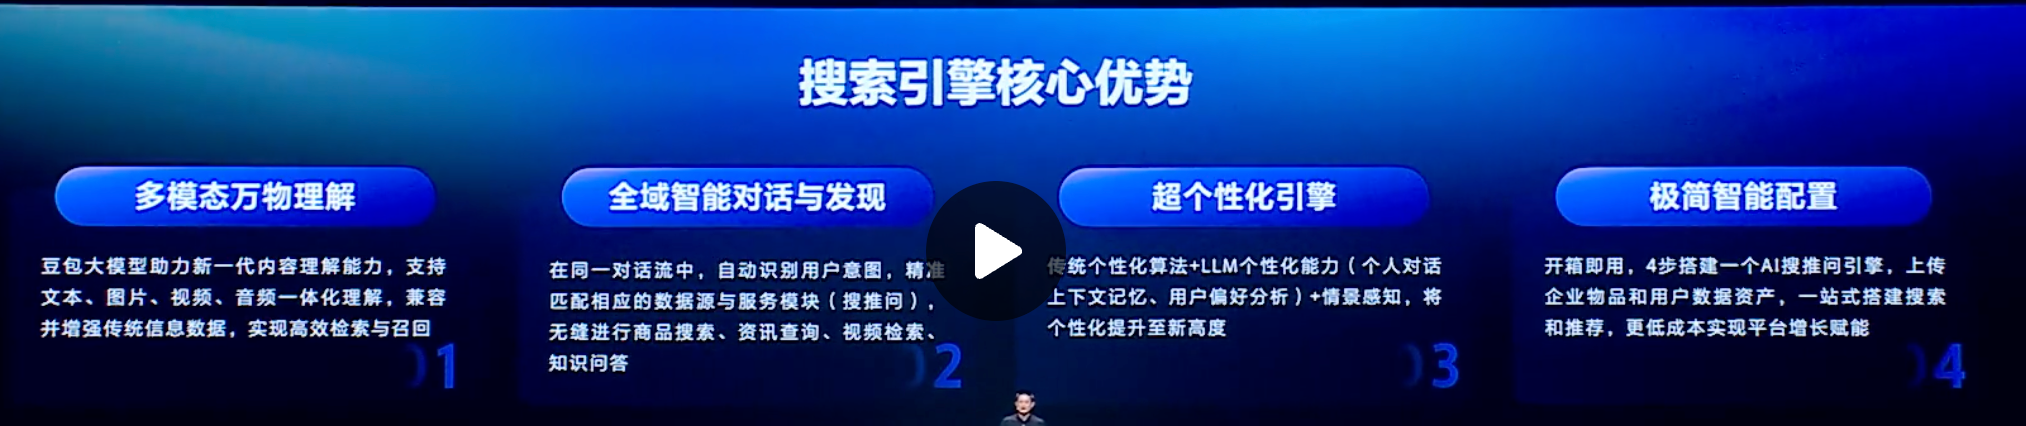 搜索引擎核心优势
多模态万物理解
豆包大模型助力新一代内容理解能力，支持
文本、图片、视频、音频一体化理解，兼容
并增强传统信息数据，实现高效检索与召回
01
全域智能对话与发现
在同一对话流中，自动识别用户意图，精准
匹配相应的数据源与服务模块（搜推问），
无缝进行商品搜索、资讯查询、视频检索、
知识问答
02
超个性化引擎
传统个性化算法+LLM个性化能力（个人对话
上下文记忆、用户偏好分析）+情景感知，将
个性化提升至新高度
03
极简智能配置
开箱即用，4步搭建一个AI搜推问引擎，上传
企业物品和用户数据资产，一站式搭建搜索
和推荐，更低成本实现平台增长赋能
04